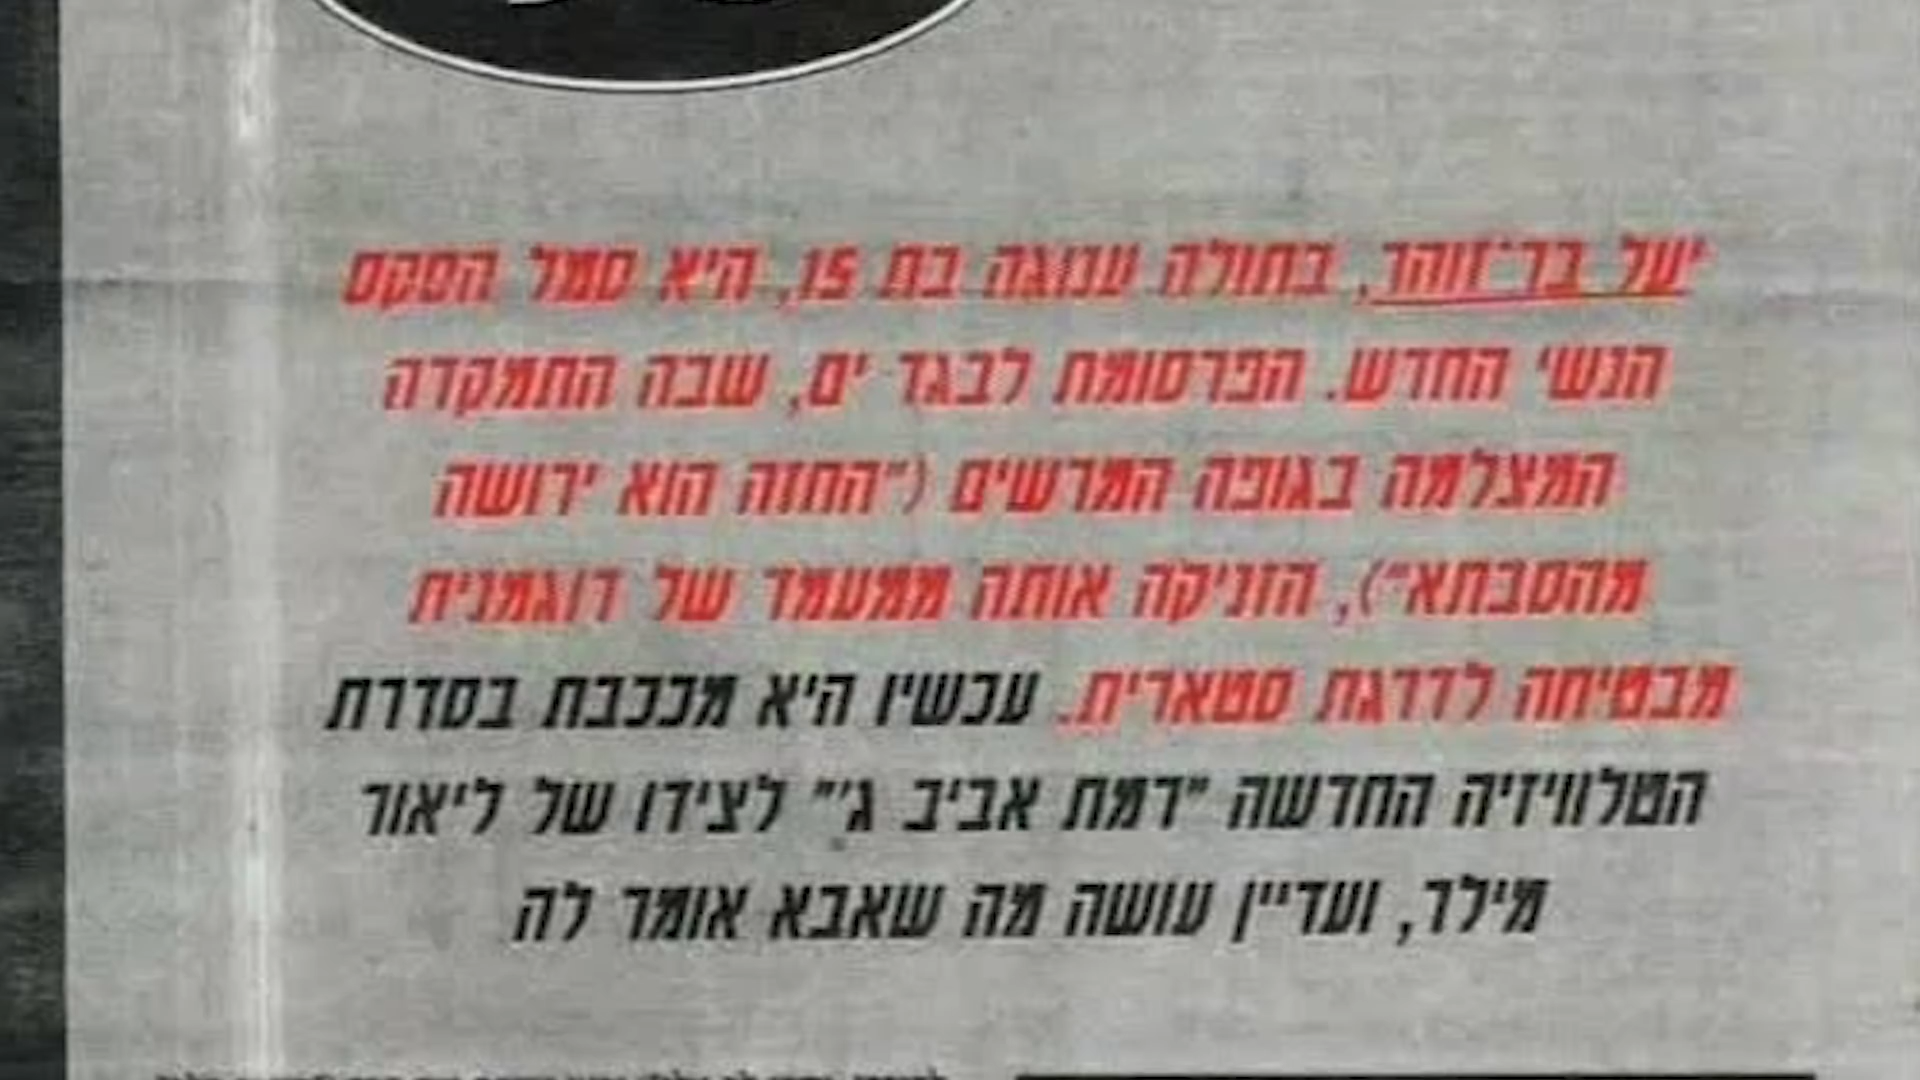 יעל בר־זוהר, בתולה ענוגה בת 15, היא סמל הסקס
הנשי החדש. הפרסומת לבגד ים, שבה התמקדה
המצלמה בגופה המרשים ("החזה הוא ירושה
מהסבתא"), הזניקה אותה ממעמד של דוגמנית
מבטיחה לדרגת סטארית. עכשיו היא מככבת בסדרת
הטלוויזיה החדשה "רמת אביב ג'" לצידו של ליאור
מילר, ועדיין עושה מה שאבא אומר לה